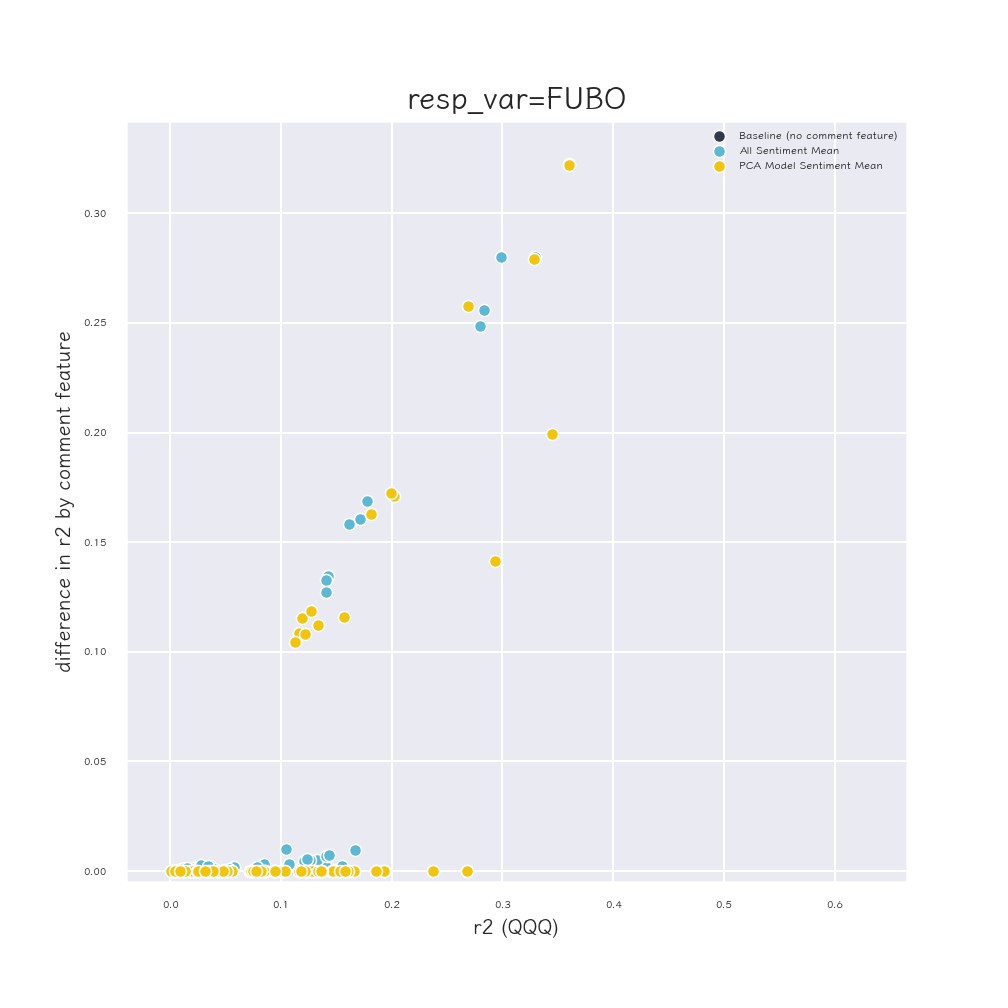 resp_var=FUBO
Baseline (no comment feature)
All Sentiment Mean
PCA Model Sentiment Mean
difference in r2 by comment feature
0.30
0.25
0.20
0.15
0.10
0.05
0.00
0.0
0.1
0.2
0.3
0.4
0.5
0.6
r2 (QQQ)